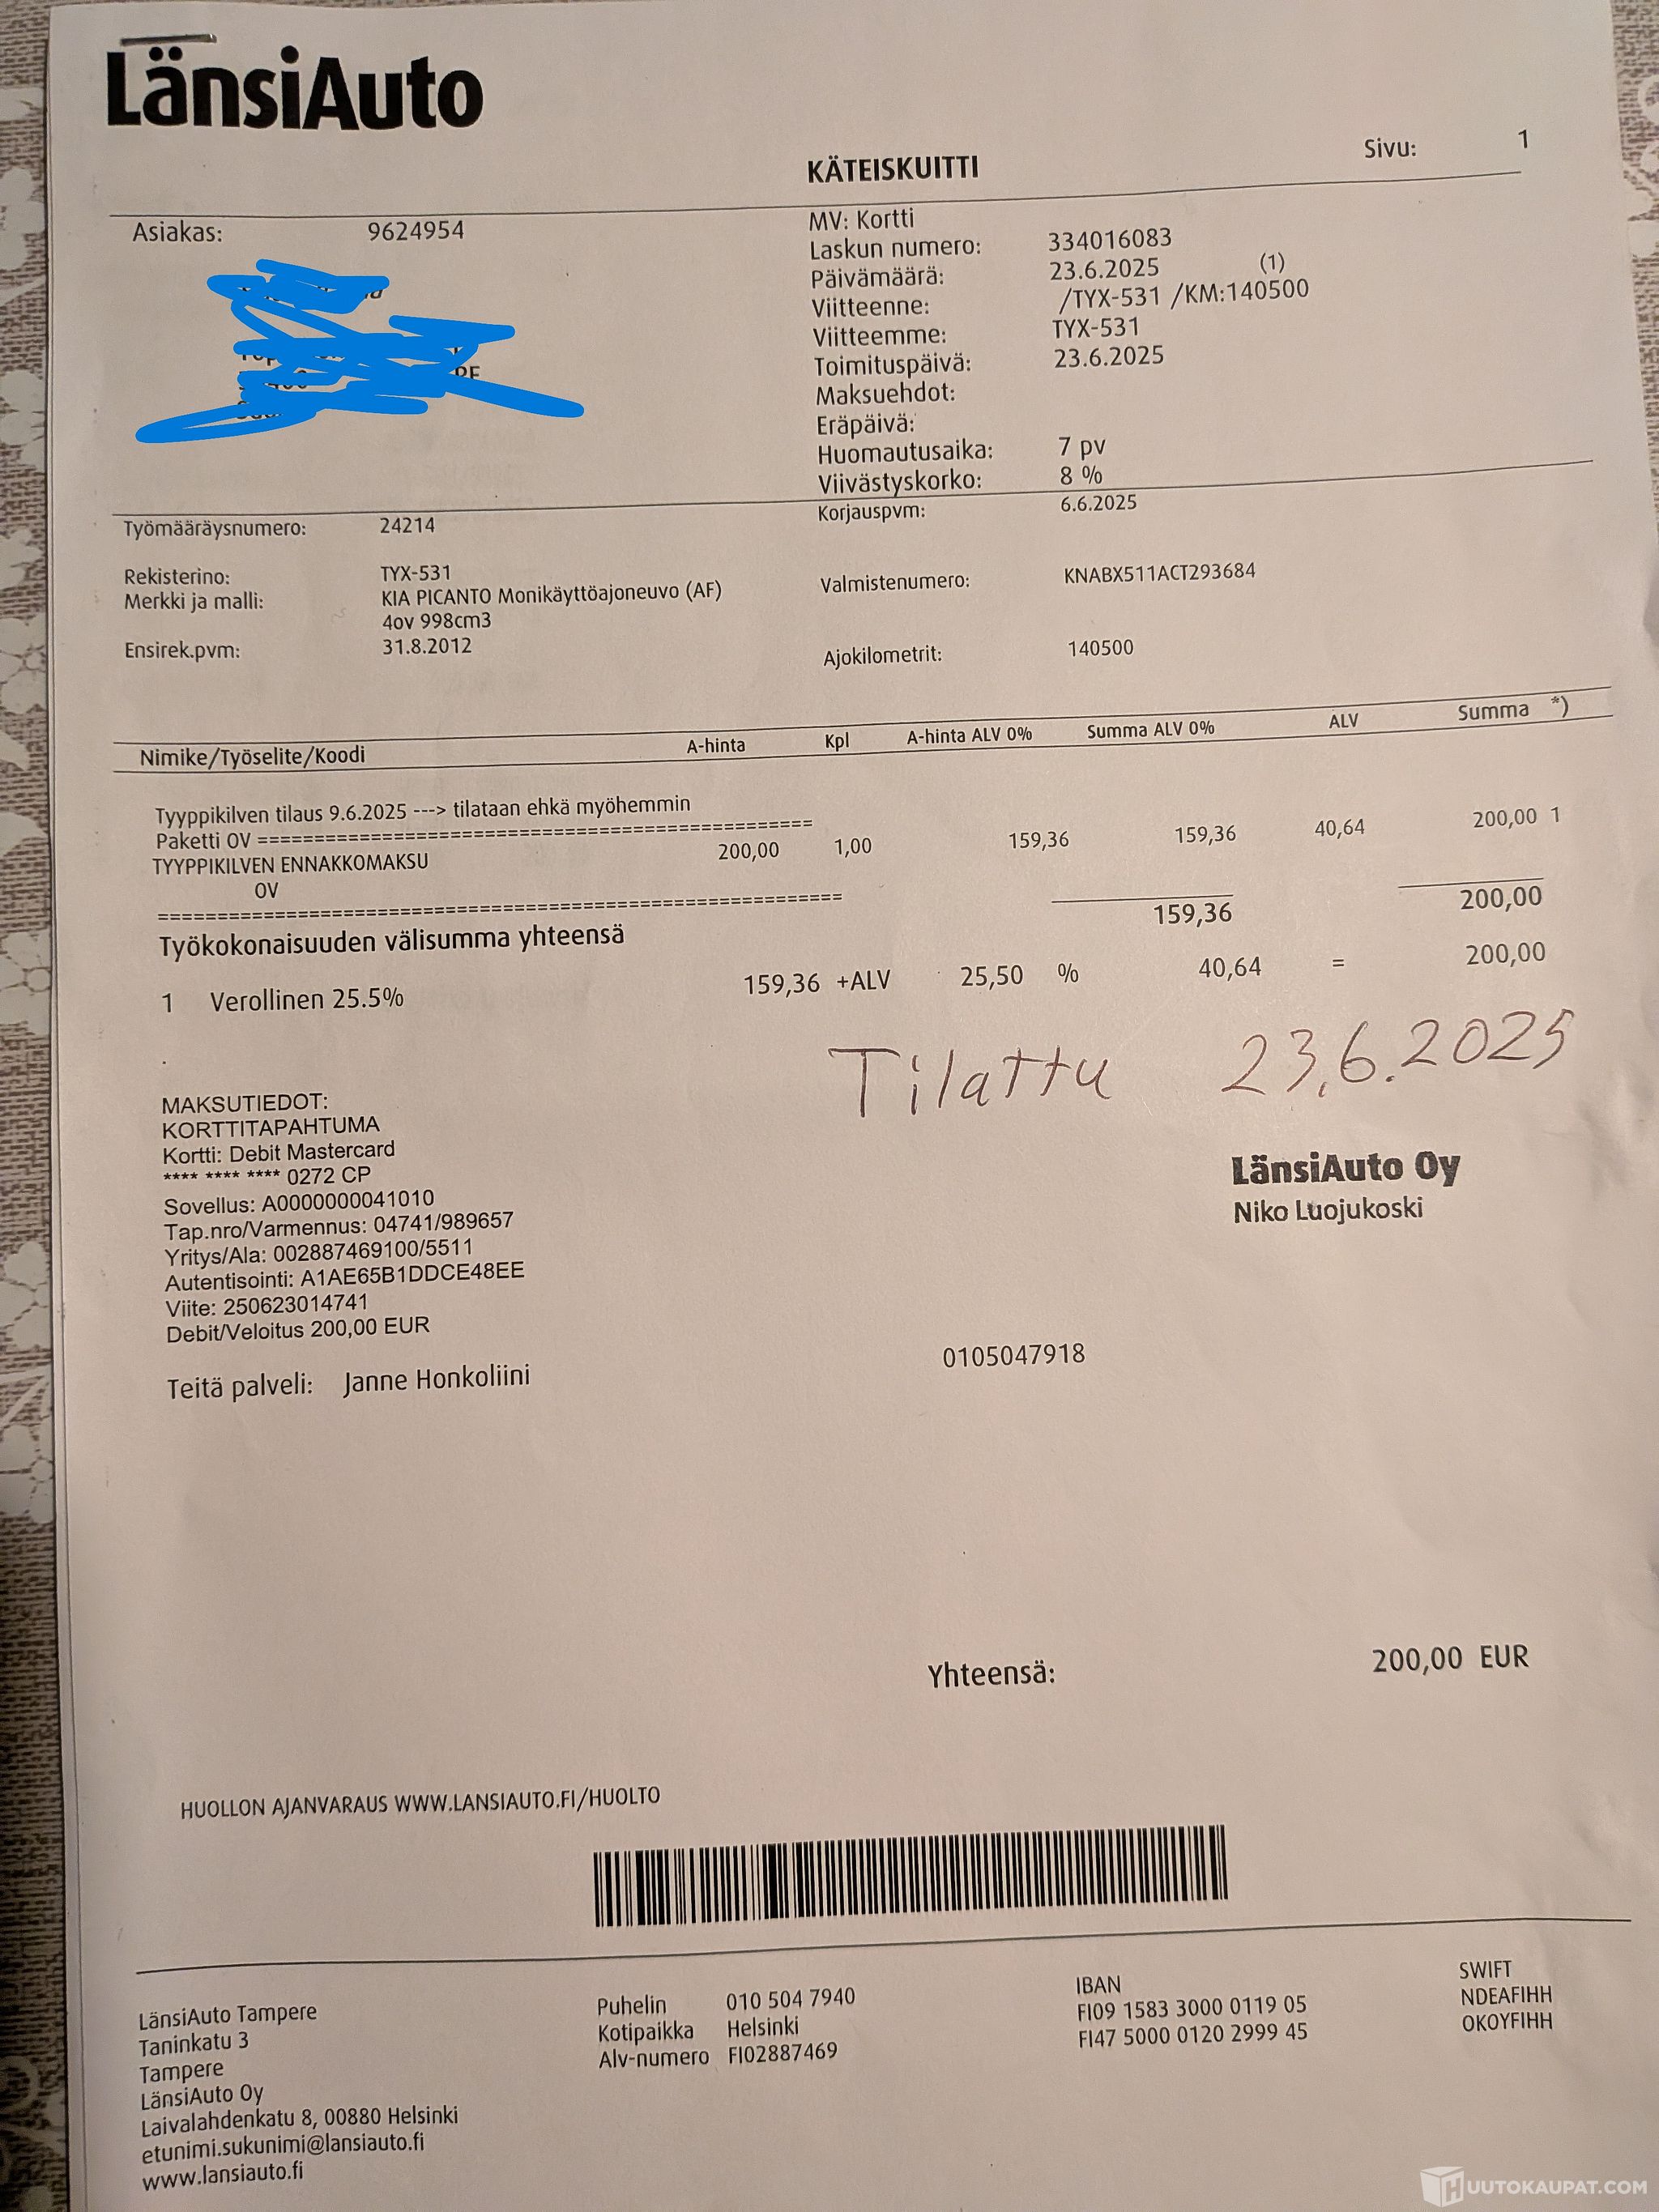 LänsiAuto
KÄTEISKUITTI
Sivu: 1
Asiakas: 9624954
MV: Kortti
Laskun numero: 334016083
Päivämäärä: 23.6.2025 (1)
Viitteenne: /TYX-531 /KM:140500
Viitteemme: TYX-531
Toimituspäivä: 23.6.2025
Maksuehdot:
Eräpäivä:
Huomautusaika: 7 pv
Viivästyskorko: 8 %
Työmääräysnumero: 24214
Korjauspvm: 6.6.2025
Rekisterino: TYX-531
Valmistenumero: KNABX511ACT293684
Merkki ja malli: KIA PICANTO Monikäyttöajoneuvo (AF)
4ov 998cm3
Ensirek.pvm: 31.8.2012
Ajokilometrit: 140500
Nimike/Työselite/Koodi A-hinta Kpl A-hinta ALV 0% Summa ALV 0% ALV Summa *)
Tyyppikilven tilaus 9.6.2025 ---> tilataan ehkä myöhemmin
Paketti OV ================================================
TYYPPIKILVEN ENNAKKOMAKSU 200,00 1,00 159,36 159,36 40,64 200,00 1
OV
===========================================================
Työkokonaisuuden välisumma yhteensä 159,36 200,00
1 Verollinen 25.5% 159,36 +ALV 25,50 % 40,64 = 200,00
Tilattu 23.6.2025
MAKSUTIEDOT:
KORTTITAPAHTUMA
Kortti: Debit Mastercard
**** **** **** 0272 CP
Sovellus: A0000000041010
Tap.nro/Varmennus: 04741/989657
Yritys/Ala: 002887469100/5511
Autentisointi: A1AE65B1DDCE48EE
Viite: 250623014741
Debit/Veloitus 200,00 EUR
LänsiAuto Oy
Niko Luojukoski
Teitä palveli: Janne Honkoliini 0105047918
Yhteensä: 200,00 EUR
HUOLLON AJANVARAUS WWW.LANSIAUTO.FI/HUOLTO
LänsiAuto Tampere
Taninkatu 3
Tampere
LänsiAuto Oy
Laivalahdenkatu 8, 00880 Helsinki
etunimi.sukunimi@lansiauto.fi
www.lansiauto.fi
Puhelin 010 504 7940
Kotipaikka Helsinki
Alv-numero FI02887469
IBAN
FI09 1583 3000 0119 05
FI47 5000 0120 2999 45
SWIFT
NDEAFIHH
OKOYFIHH
HUUTOKAUPAT.COM